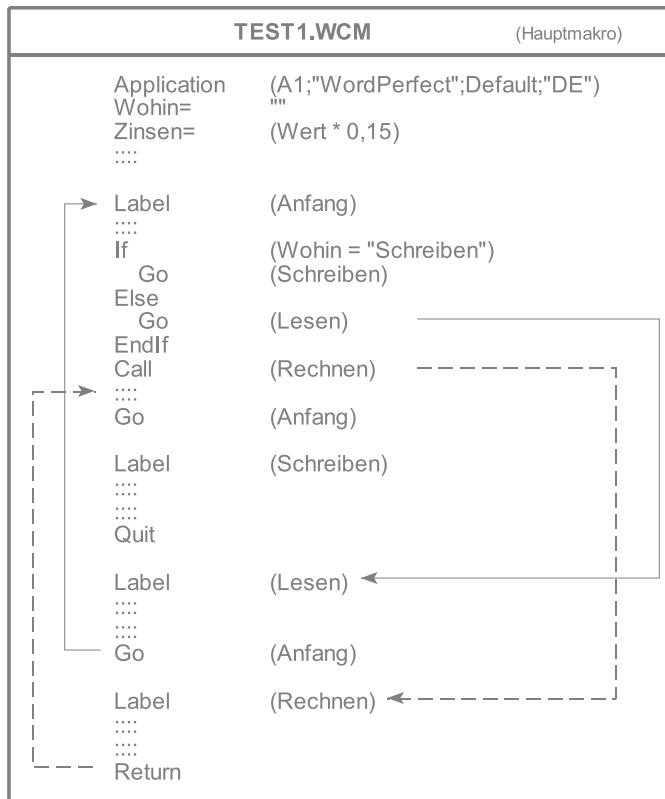 TEST1.WCM (Hauptmakro)
Application (A1;"WordPerfect";Default;"DE")
Wohin= ""
Zinsen= (Wert * 0,15)
::::
Label (Anfang)
::::
If (Wohin = "Schreiben")
Go (Schreiben)
Else
Go (Lesen)
EndIf
Call (Rechnen)
::::
Go (Anfang)
Label (Schreiben)
::::
::::
Quit
Label (Lesen)
::::
::::
Go (Anfang)
Label (Rechnen)
::::
::::
Return